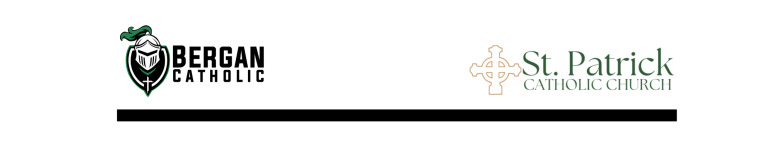 BERGAN
CATHOLIC
St. Patrick
CATHOLIC CHURCH